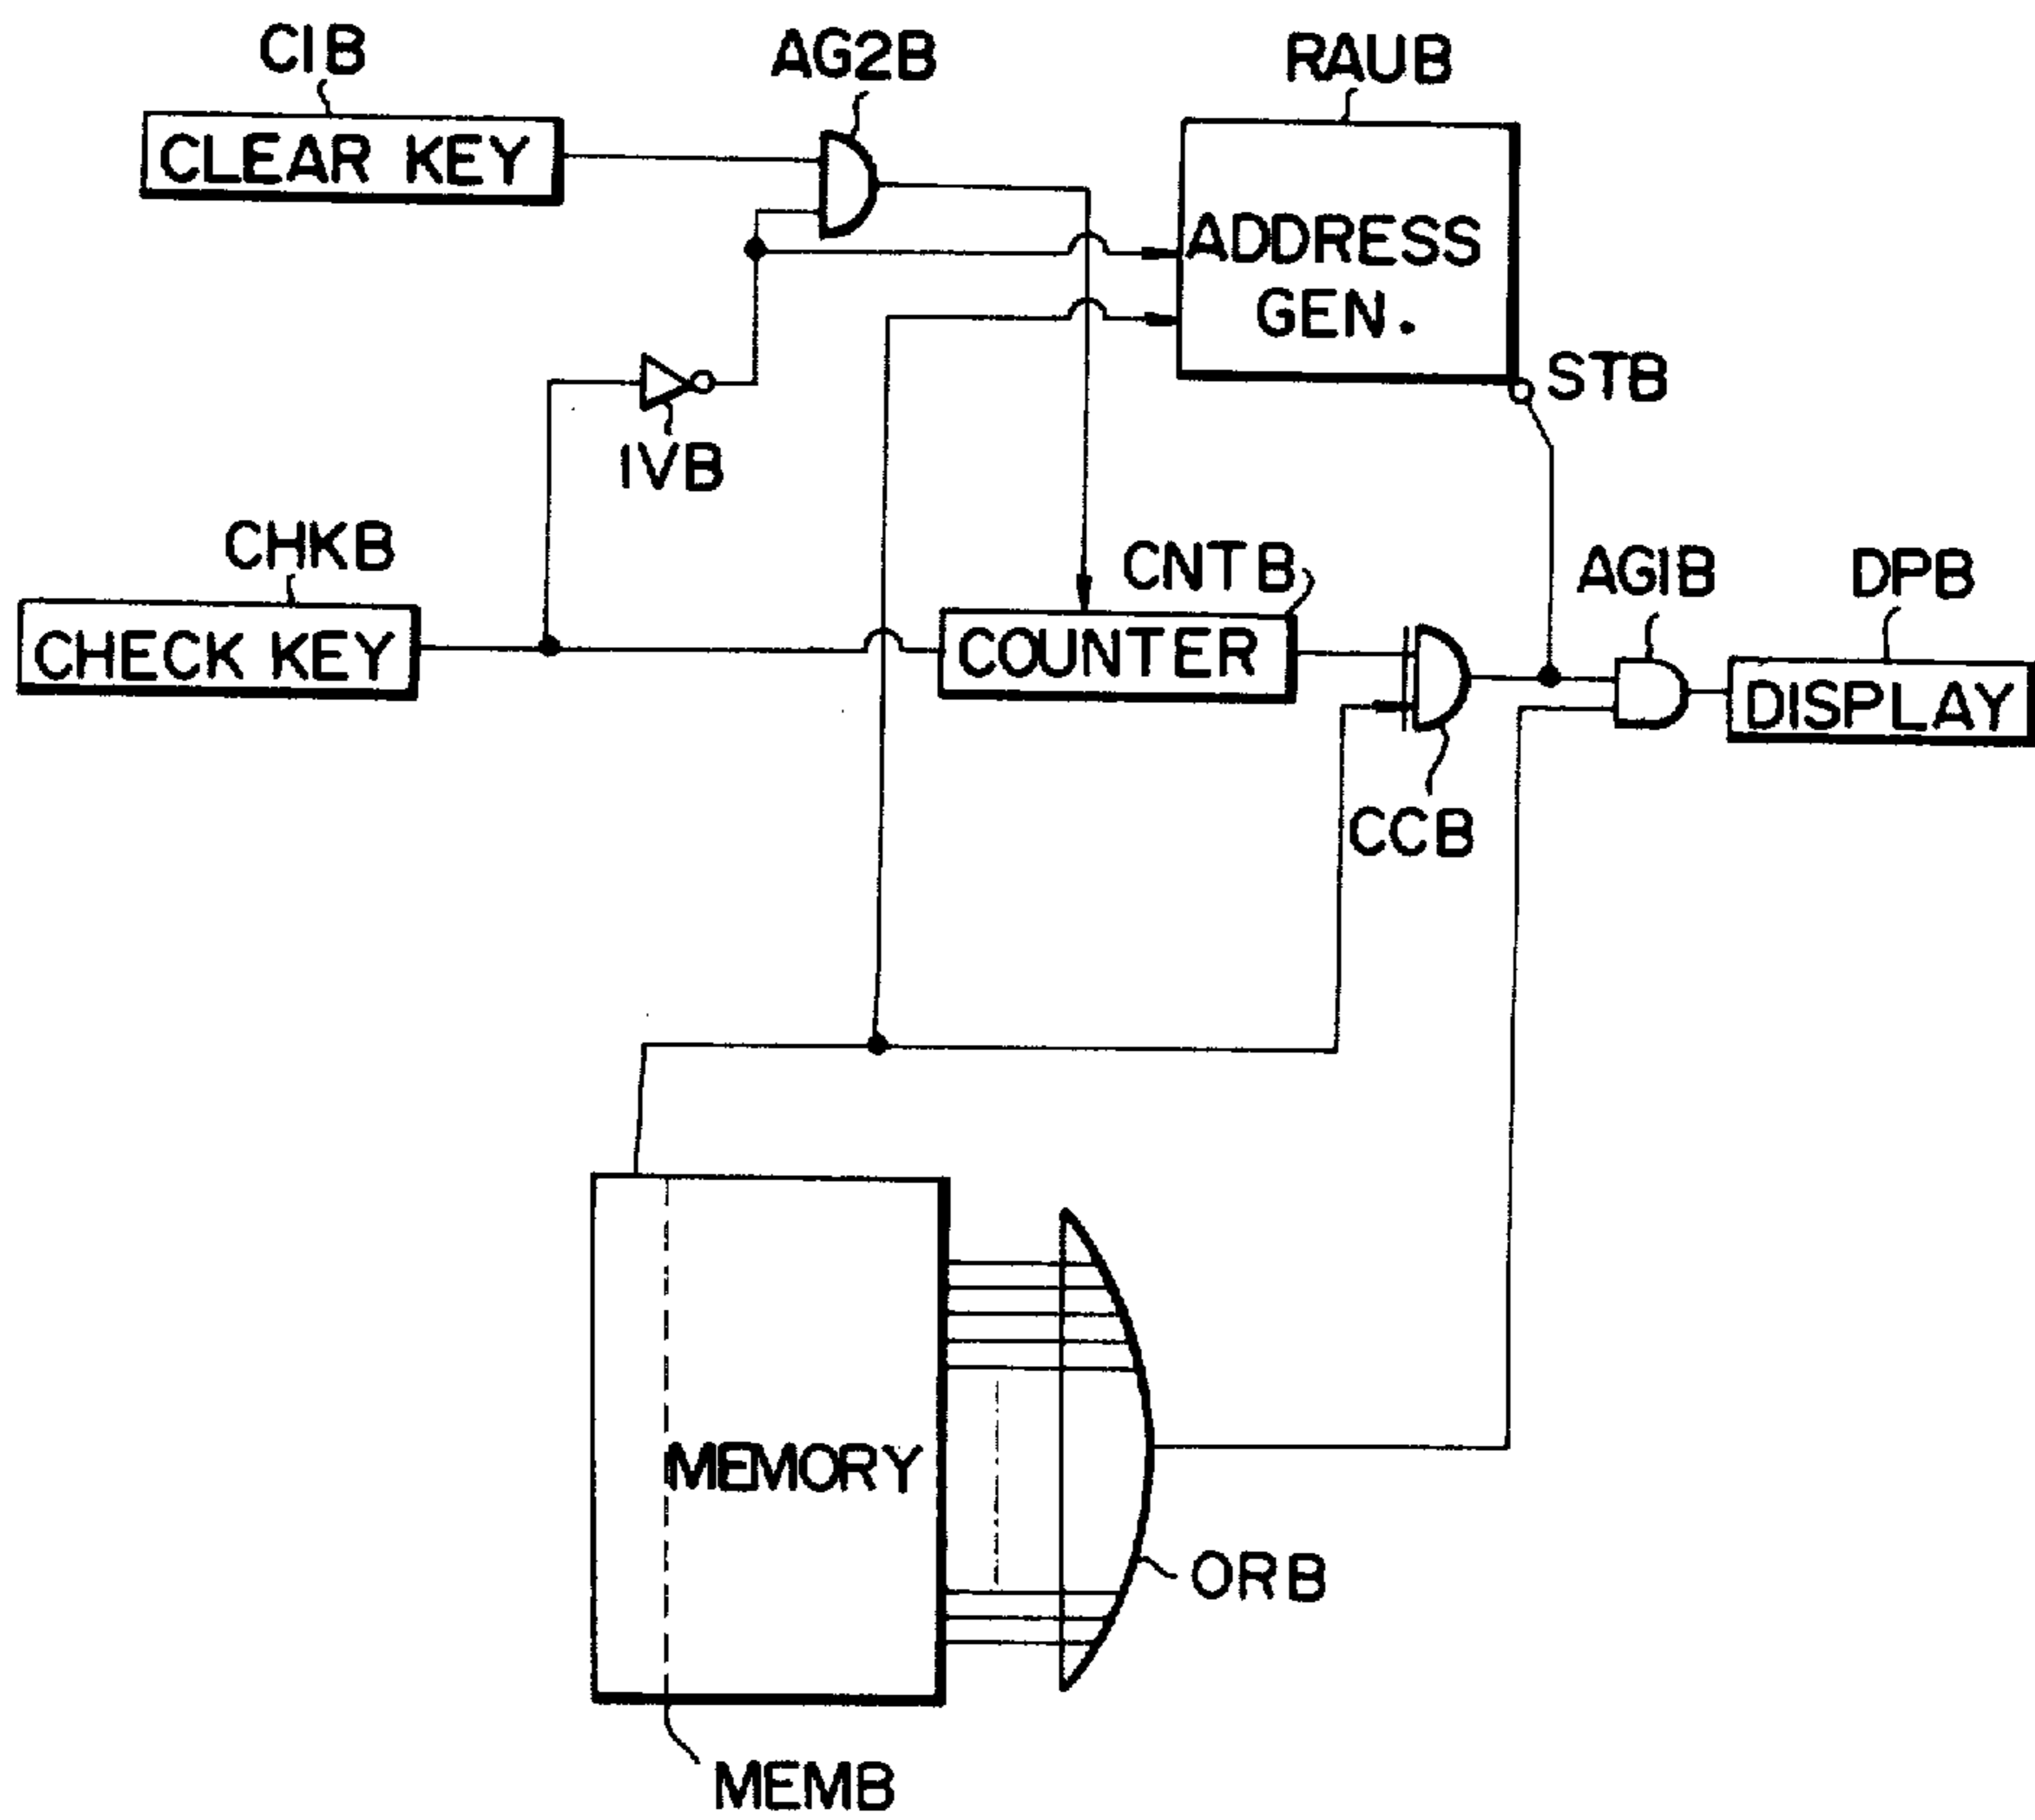 CIB
AG2B
RAUB
CLEAR KEY
ADDRESS
GEN.
STB
IVB
CHKB
CNTB
AG1B
DPB
CHECK KEY
COUNTER
DISPLAY
CCB
MEMORY
ORB
MEMB